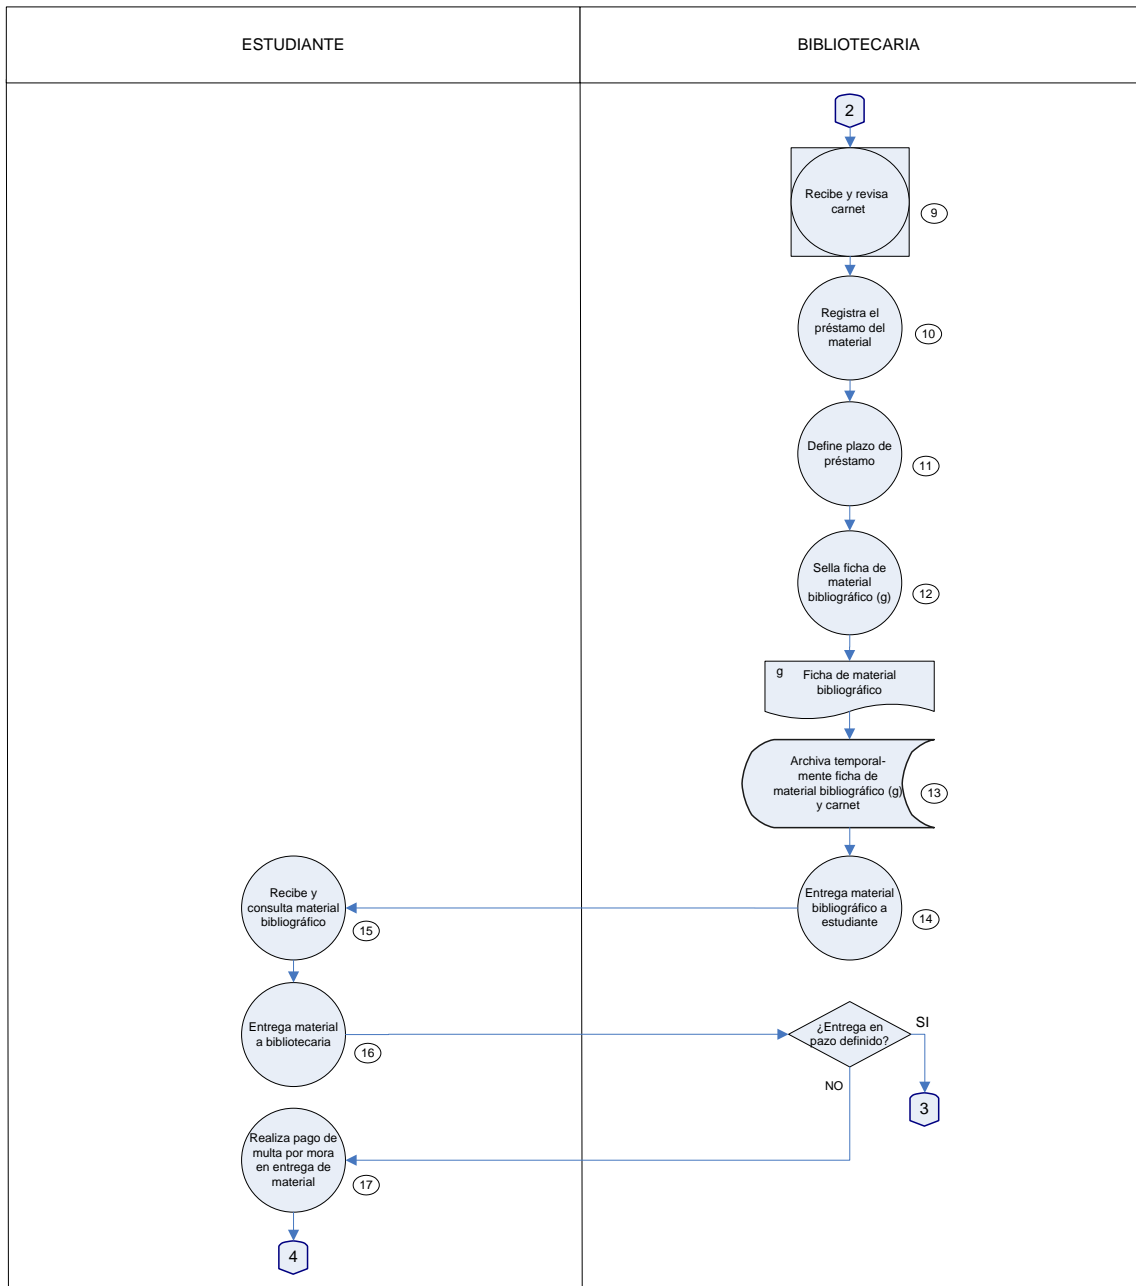 ESTUDIANTE
BIBLIOTECARIA
2
Recibe y revisa
carnet
9
Registra el
préstamo del
material
10
Define plazo de
préstamo
11
Sella ficha de
material
bibliográfico (g)
12
g
Ficha de material
bibliográfico
Archiva temporal-
mente ficha de
material bibliográfico (g)
y carnet
13
Recibe y
consulta material
bibliográfico
15
Entrega material
bibliográfico a
estudiante
14
Entrega material
a bibliotecaria
16
¿Entrega en
pazo definido?
SI
NO
3
Realiza pago de
multa por mora
en entrega de
material
17
4